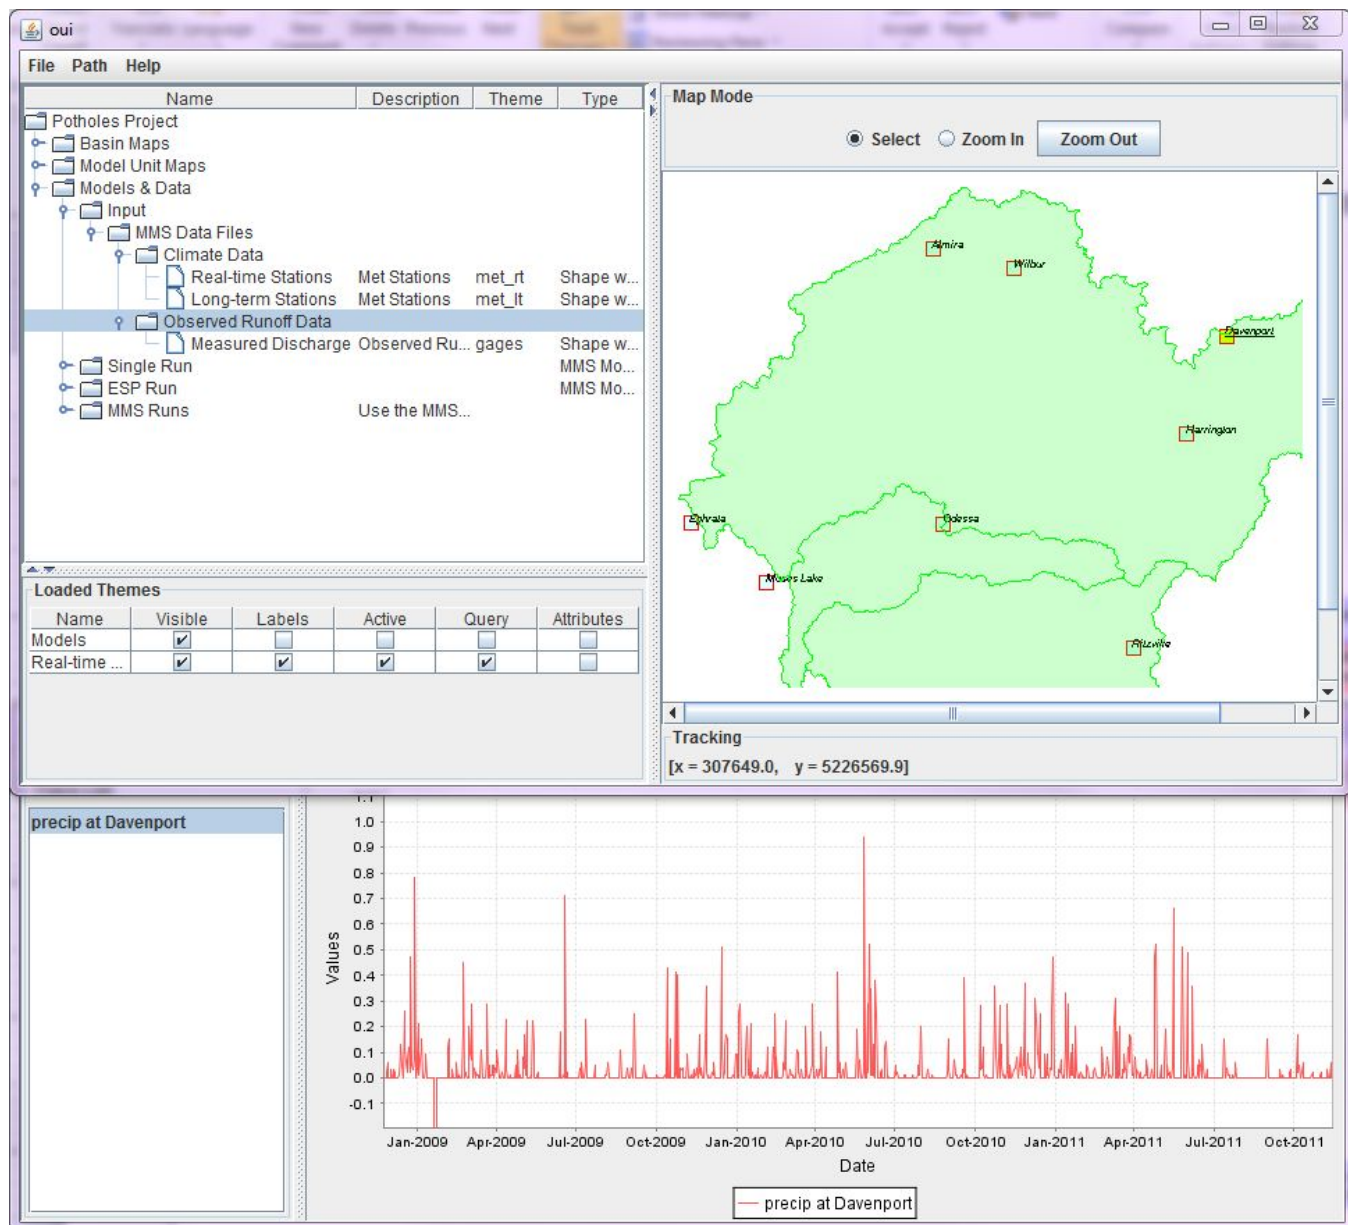 oui
File Path Help
Name Description Theme Type
Potholes Project
Basin Maps
Model Unit Maps
Models & Data
Input
MMS Data Files
Climate Data
Real-time Stations Met Stations met_rt Shape w...
Long-term Stations Met Stations met_lt Shape w...
Observed Runoff Data
Measured Discharge Observed Ru... gages Shape w...
Single Run MMS Mo...
ESP Run MMS Mo...
MMS Runs Use the MMS...
Loaded Themes
Name Visible Labels Active Query Attributes
Models
Real-time ...
Map Mode
Select Zoom In Zoom Out
Almira
Wilbur
Davenport
Harrington
Ephrata
Odessa
Moses Lake
Ritzville
Tracking
[x = 307649.0, y = 5226569.9]
precip at Davenport
1.1
1.0
0.9
0.8
0.7
0.6
0.5
0.4
0.3
0.2
0.1
0.0
-0.1
Values
Jan-2009 Apr-2009 Jul-2009 Oct-2009 Jan-2010 Apr-2010 Jul-2010 Oct-2010 Jan-2011 Apr-2011 Jul-2011 Oct-2011
Date
precip at Davenport